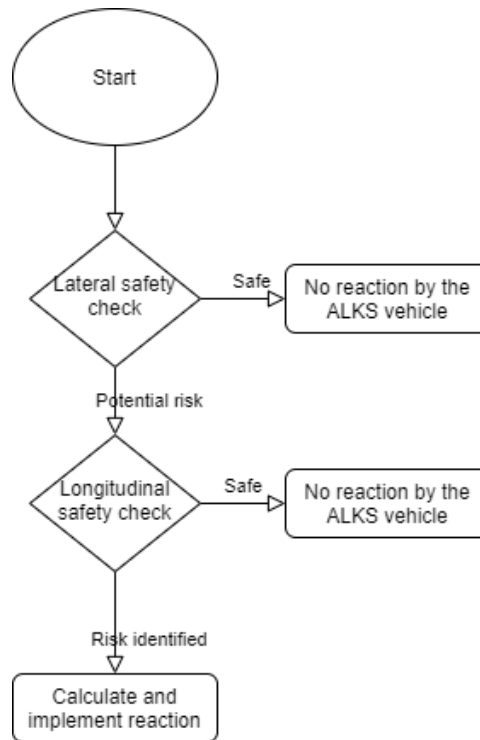 Start
Lateral safety
check
Safe
No reaction by the
ALKS vehicle
Potential risk
Longitudinal
safety check
Safe
No reaction by the
ALKS vehicle
Risk identified
Calculate and
implement reaction